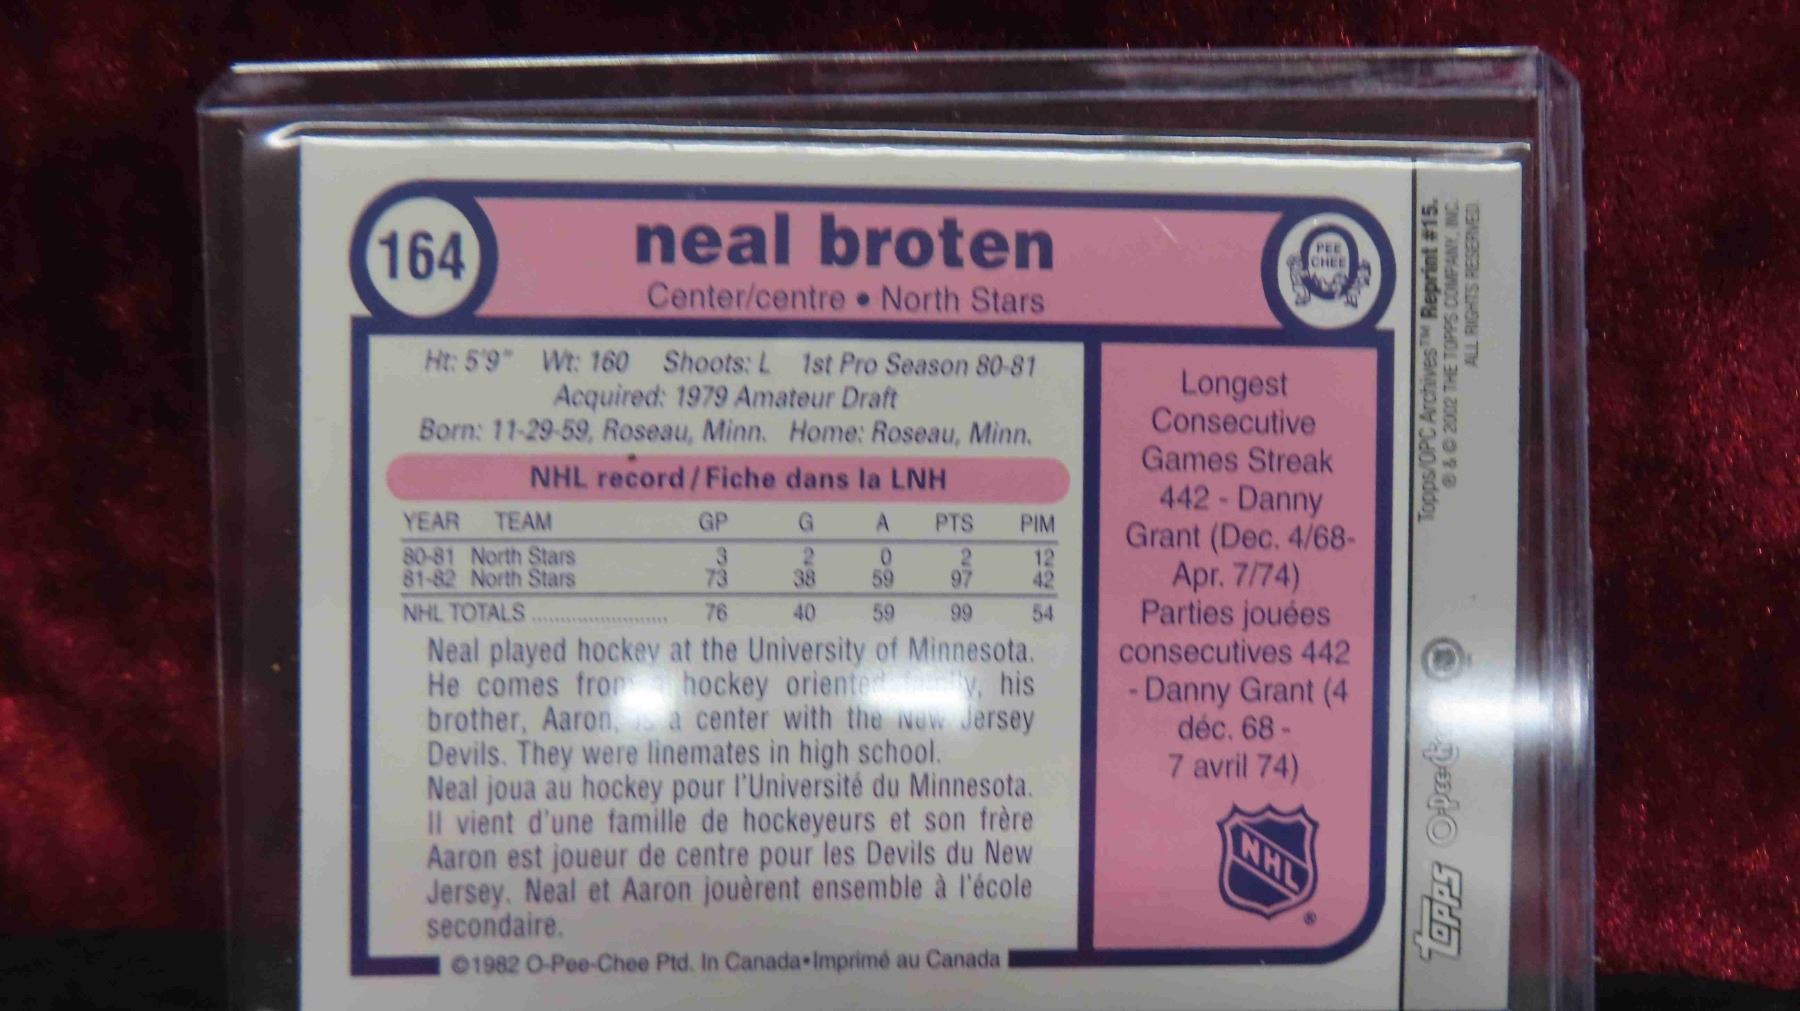 164
neal broten
Center/centre • North Stars
PEE
CHEE
Ht: 5'9" Wt: 160 Shoots: L 1st Pro Season 80-81
Acquired: 1979 Amateur Draft
Born: 11-29-59, Roseau, Minn. Home: Roseau, Minn.
NHL record/Fiche dans la LNH
YEAR TEAM GP G A PTS PIM
80-81 North Stars 3 2 0 2 12
81-82 North Stars 73 38 59 97 42
NHL TOTALS ........................ 76 40 59 99 54
Neal played hockey at the University of Minnesota.
He comes from hockey oriented family, his
brother, Aaron, is a center with the New Jersey
Devils. They were linemates in high school.
Neal joua au hockey pour l'Université du Minnesota.
Il vient d'une famille de hockeyeurs et son frère
Aaron est joueur de centre pour les Devils du New
Jersey. Neal et Aaron jouèrent ensemble à l'école
secondaire.
©1982 O-Pee-Chee Ptd. In Canada•Imprimé au Canada
Longest
Consecutive
Games Streak
442 - Danny
Grant (Dec. 4/68-
Apr. 7/74)
Parties jouées
consecutives 442
- Danny Grant (4
déc. 68 -
7 avril 74)
NHL
®
Topps/OPC Archives™ Reprint #15.
® & © 2002 THE TOPPS COMPANY, INC.
ALL RIGHTS RESERVED.
Topps O-Pee-Chee